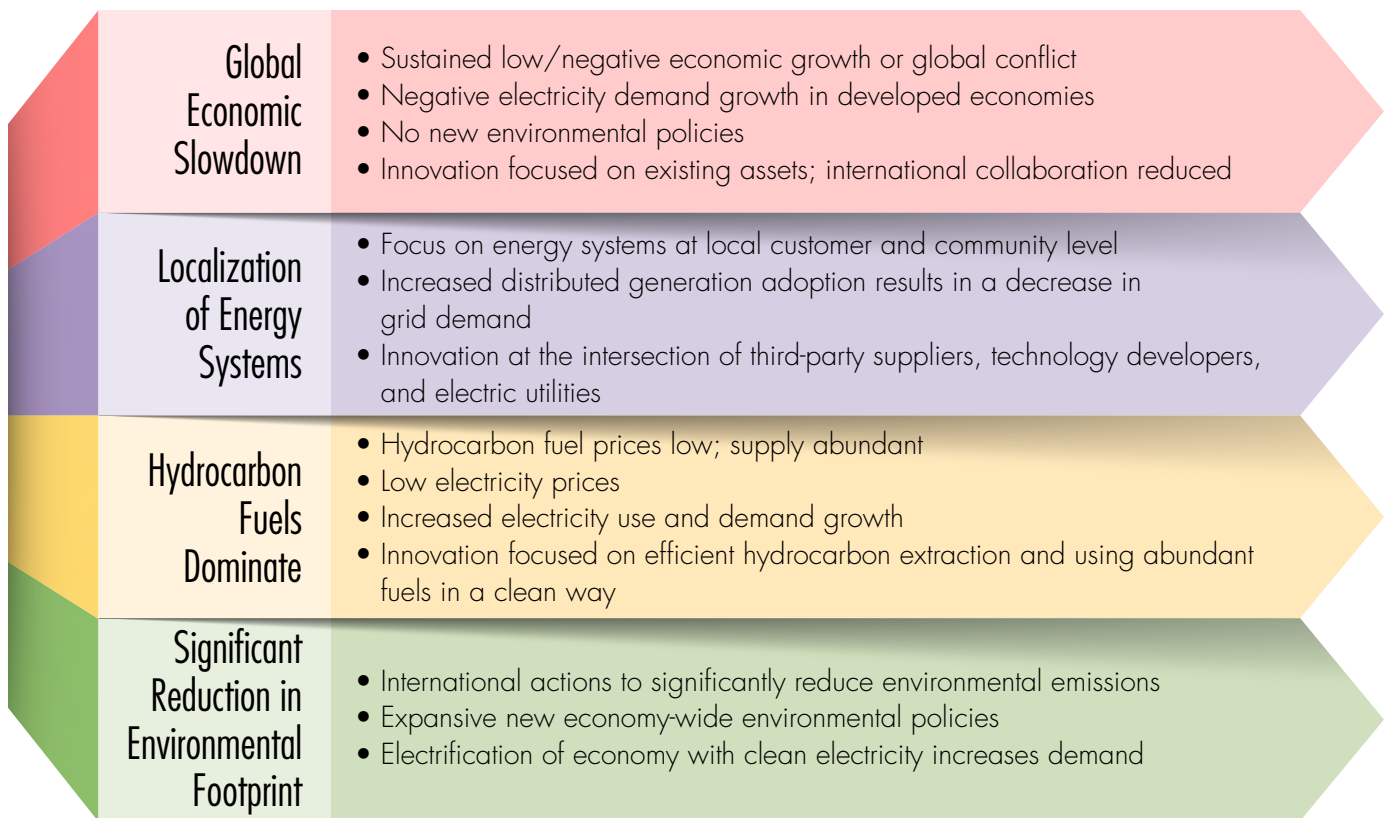 Global
Economic
Slowdown
• Sustained low/negative economic growth or global conflict
• Negative electricity demand growth in developed economies
• No new environmental policies
• Innovation focused on existing assets; international collaboration reduced
Localization
of Energy
Systems
• Focus on energy systems at local customer and community level
• Increased distributed generation adoption results in a decrease in
grid demand
• Innovation at the intersection of third-party suppliers, technology developers,
and electric utilities
Hydrocarbon
Fuels
Dominate
• Hydrocarbon fuel prices low; supply abundant
• Low electricity prices
• Increased electricity use and demand growth
• Innovation focused on efficient hydrocarbon extraction and using abundant
fuels in a clean way
Significant
Reduction in
Environmental
Footprint
• International actions to significantly reduce environmental emissions
• Expansive new economy-wide environmental policies
• Electrification of economy with clean electricity increases demand